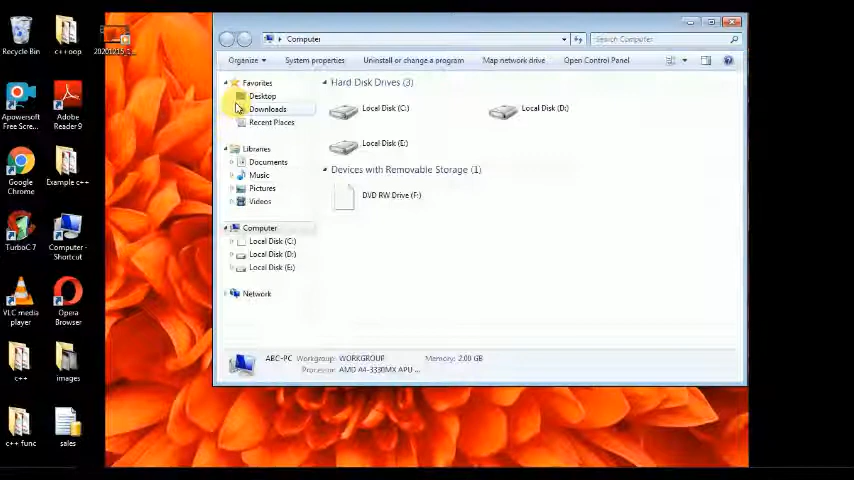 Recycle Bin
c++oop
20201215_1...
Apowersoft
Free Scree...
Adobe
Reader 9
Google
Chrome
Example c++
TurboC 7
Computer -
Shortcut
VLC media
player
Opera
Browser
c++
images
c++ func
sales
Computer
Search Computer
Organize
System properties
Uninstall or change a program
Map network drive
Open Control Panel
Favorites
Desktop
Downloads
Recent Places
Libraries
Documents
Music
Pictures
Videos
Computer
Local Disk (C:)
Local Disk (D:)
Local Disk (E:)
Network
Hard Disk Drives (3)
Local Disk (C:)
Local Disk (D:)
Local Disk (E:)
Devices with Removable Storage (1)
DVD RW Drive (F:)
ABC-PC Workgroup: WORKGROUP Memory: 2.00 GB
Processor: AMD A4-3330MX APU ...